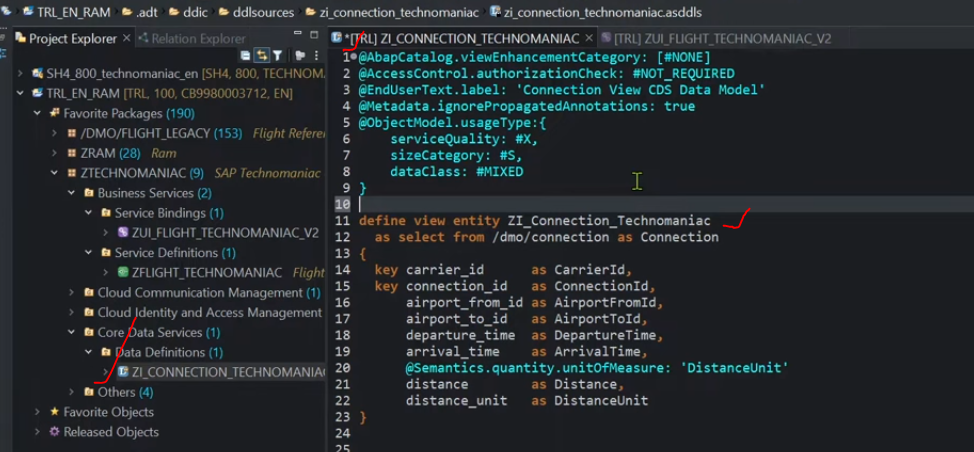 TRL_EN_RAM > .adt > ddic > ddlsources > zi_connection_technomaniac > zi_connection_technomaniac.asddls
Project Explorer × Relation Explorer
SH4_800_technomaniac_en [SH4, 800, TECHNOM
TRL_EN_RAM [TRL, 100, CB9980003712, EN]
Favorite Packages (190)
/DMO/FLIGHT_LEGACY (153) Flight Refere
ZRAM (28) Ram
ZTECHNOMANIAC (9) SAP Technomaniac
Business Services (2)
Service Bindings (1)
ZUI_FLIGHT_TECHNOMANIAC_V2
Service Definitions (1)
ZFLIGHT_TECHNOMANIAC Flight
Cloud Communication Management (1)
Cloud Identity and Access Management
Core Data Services (1)
Data Definitions (1)
ZI_CONNECTION_TECHNOMANIAC
Others (4)
Favorite Objects
Released Objects
*[TRL] ZI_CONNECTION_TECHNOMANIAC × [TRL] ZUI_FLIGHT_TECHNOMANIAC_V2
1 @AbapCatalog.viewEnhancementCategory: [#NONE]
2 @AccessControl.authorizationCheck: #NOT_REQUIRED
3 @EndUserText.label: 'Connection View CDS Data Model'
4 @Metadata.ignorePropagatedAnnotations: true
5 @ObjectModel.usageType:{
6 serviceQuality: #X,
7 sizeCategory: #S,
8 dataClass: #MIXED
9 }
10
11 define view entity ZI_Connection_Technomaniac
12 as select from /dmo/connection as Connection
13 {
14 key carrier_id as CarrierId,
15 key connection_id as ConnectionId,
16 airport_from_id as AirportFromId,
17 airport_to_id as AirportToId,
18 departure_time as DepartureTime,
19 arrival_time as ArrivalTime,
20 @Semantics.quantity.unitOfMeasure: 'DistanceUnit'
21 distance as Distance,
22 distance_unit as DistanceUnit
23 }
24
25